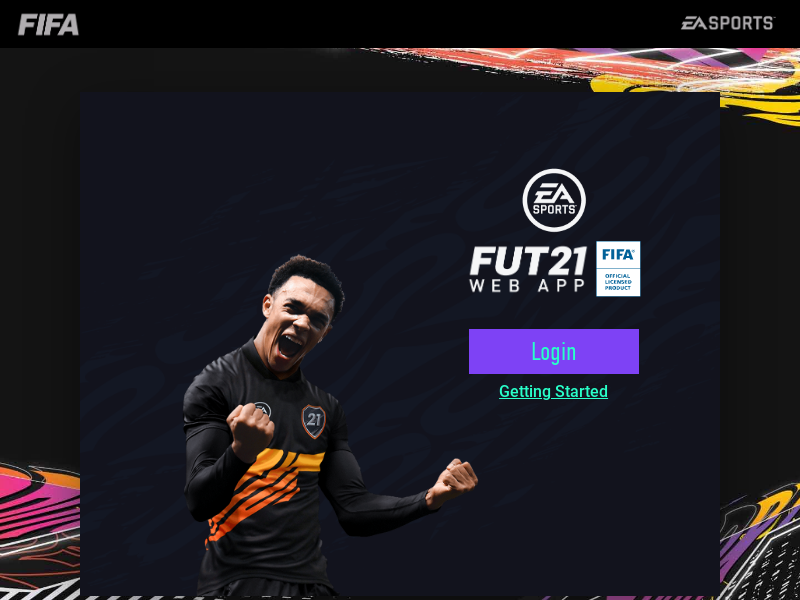 FIFA
EA SPORTS
EA
SPORTS
FUT21
WEB APP
FIFA
OFFICIAL
LICENSED
PRODUCT
Login
Getting Started
21